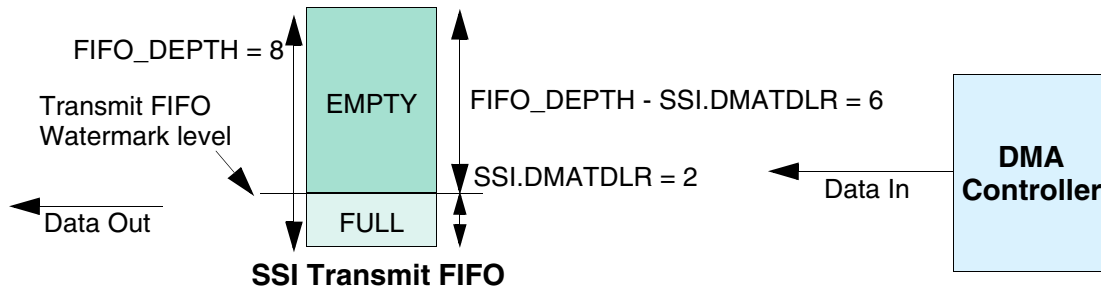 FIFO_DEPTH = 8
EMPTY
FIFO_DEPTH - SSI.DMATDLR = 6
Transmit FIFO
Watermark level
SSI.DMATDLR = 2
DMA
Controller
Data In
Data Out
FULL
SSI Transmit FIFO